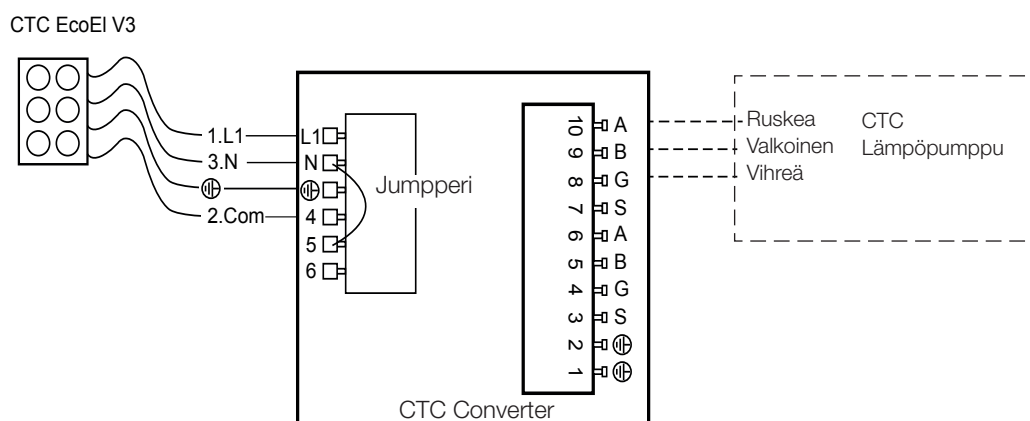 CTC EcoEl V3
1.L1
3.N
2.Com
L1
N
4
5
6
Jumpperi
10 A
9 B
8 G
7 S
6 A
5 B
4 G
3 S
2
1
CTC Converter
Ruskea
Valkoinen
Vihreä
CTC
Lämpöpumppu